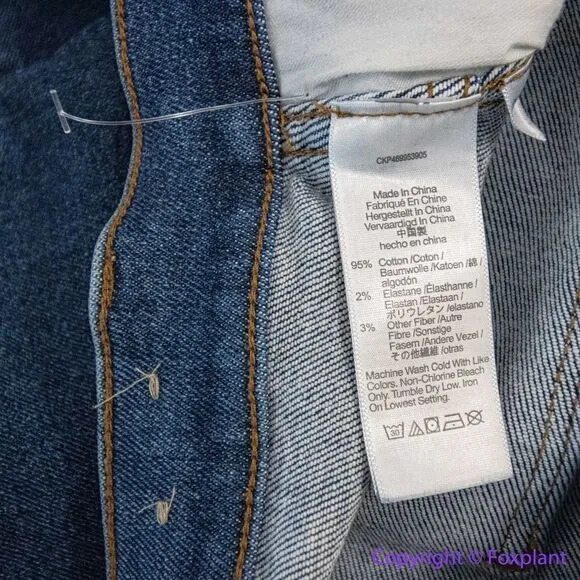 CKP469953905
Made In China
Fabriqué En Chine
Hergestellt In China
Vervaardigd In China
中国製
hecho en china
95% Cotton /Coton /
Baumwolle /Katoen /綿 /
algodón
2% Elastane /Élasthanne /
Elastan /Elastaan /
ポリウレタン /elastano
3% Other Fiber /Autre
Fibre /Sonstige
Fasern /Andere Vezel /
その他繊維 /otras
Machine Wash Cold With Like
Colors. Non-Chlorine Bleach
Only. Tumble Dry Low. Iron
On Lowest Setting.
30
Copyright © Foxplant